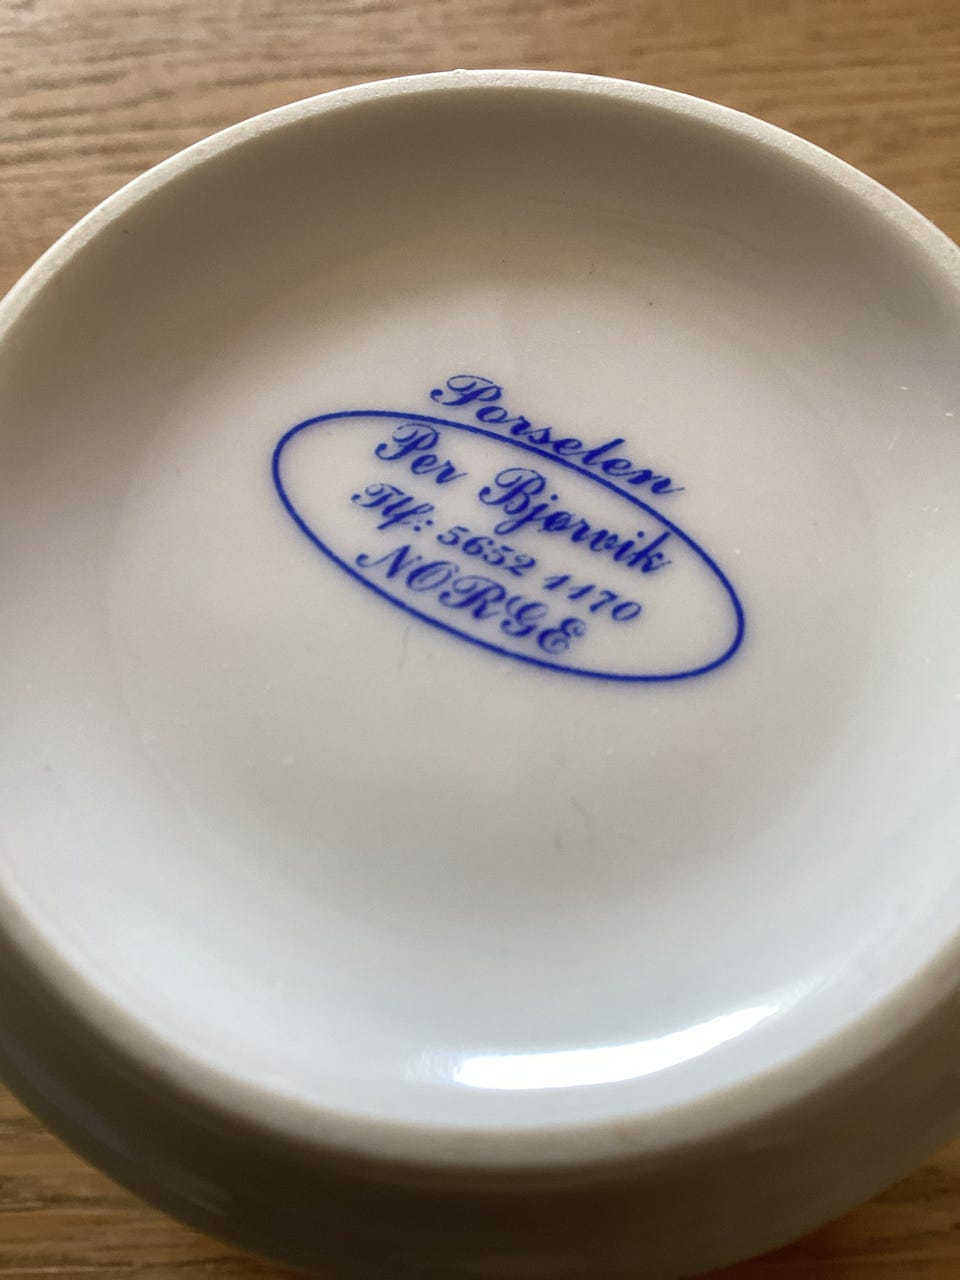 Porselen
Per Bjørvik
Tlf: 5652 1170
NORGE